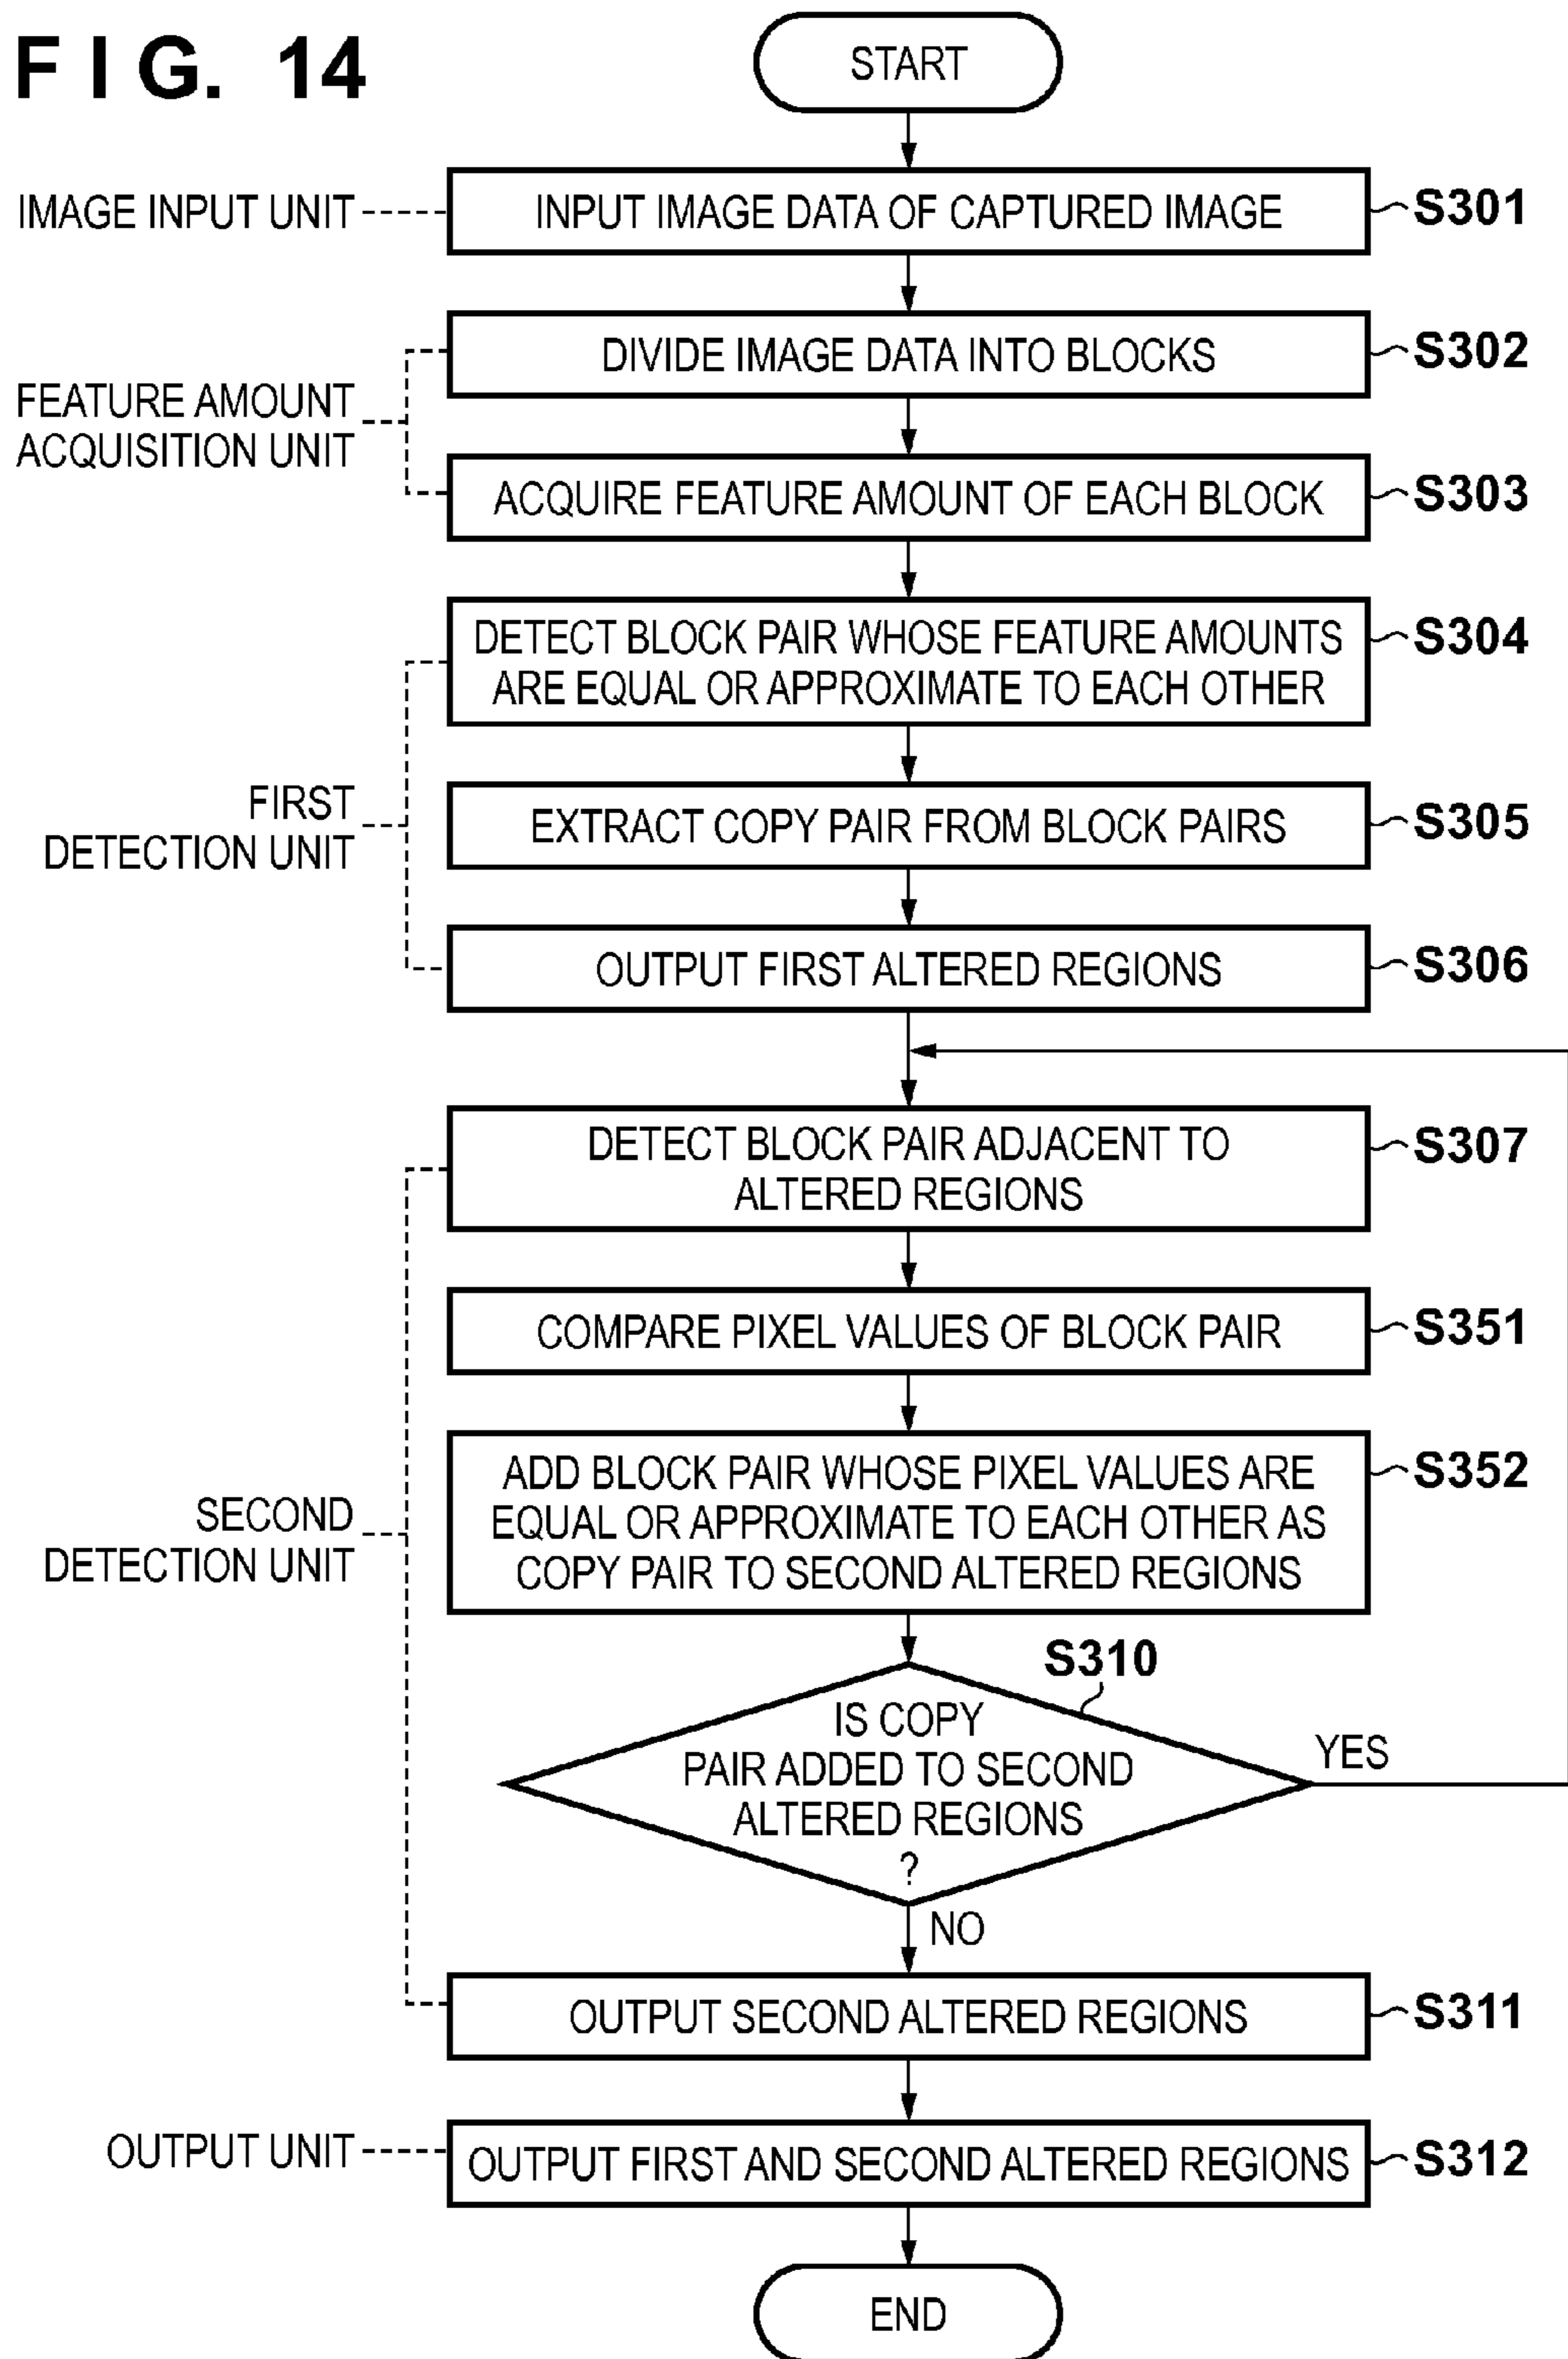 FIG. 14
START
IMAGE INPUT UNIT
INPUT IMAGE DATA OF CAPTURED IMAGE
S301
DIVIDE IMAGE DATA INTO BLOCKS
S302
FEATURE AMOUNT
ACQUISITION UNIT
ACQUIRE FEATURE AMOUNT OF EACH BLOCK
S303
DETECT BLOCK PAIR WHOSE FEATURE AMOUNTS
ARE EQUAL OR APPROXIMATE TO EACH OTHER
S304
FIRST
DETECTION UNIT
EXTRACT COPY PAIR FROM BLOCK PAIRS
S305
OUTPUT FIRST ALTERED REGIONS
S306
DETECT BLOCK PAIR ADJACENT TO
ALTERED REGIONS
S307
COMPARE PIXEL VALUES OF BLOCK PAIR
S351
SECOND
DETECTION UNIT
ADD BLOCK PAIR WHOSE PIXEL VALUES ARE
EQUAL OR APPROXIMATE TO EACH OTHER AS
COPY PAIR TO SECOND ALTERED REGIONS
S352
S310
IS COPY
PAIR ADDED TO SECOND
ALTERED REGIONS
?
YES
NO
OUTPUT SECOND ALTERED REGIONS
S311
OUTPUT UNIT
OUTPUT FIRST AND SECOND ALTERED REGIONS
S312
END